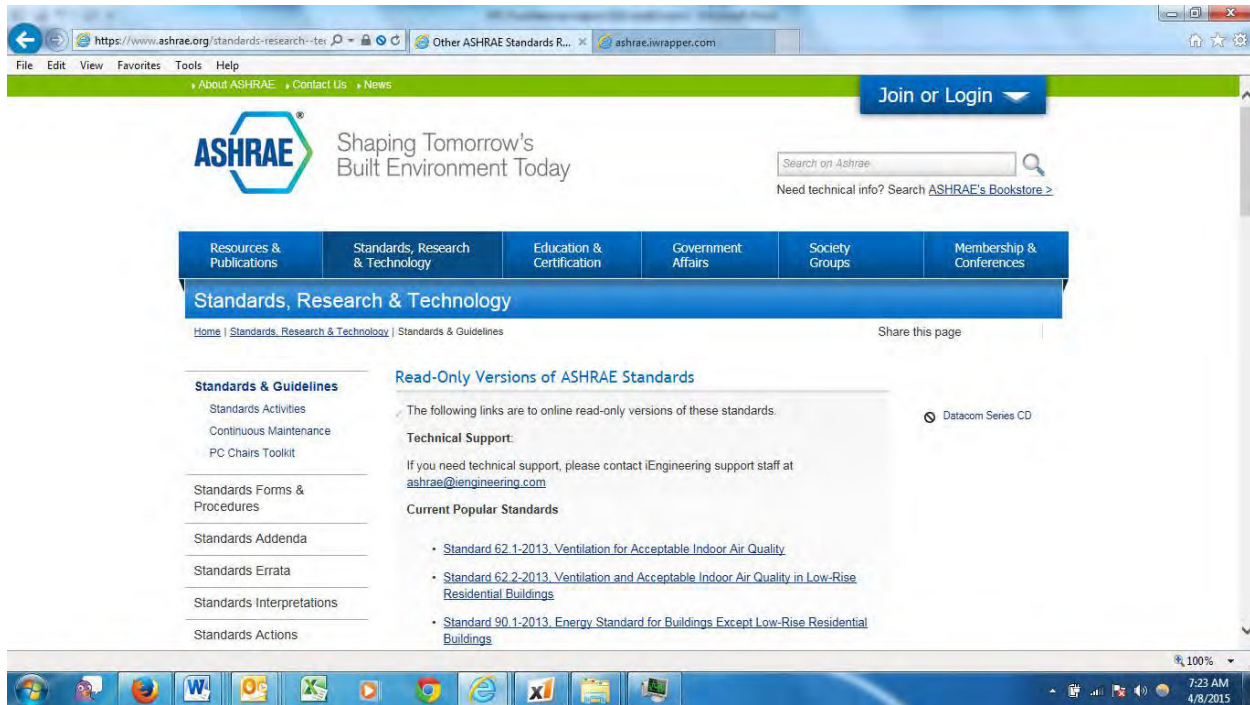 https://www.ashrae.org/standards-research--te
Other ASHRAE Standards R...
ashrae.iwrapper.com
File Edit View Favorites Tools Help
About ASHRAE Contact Us News
Join or Login
ASHRAE®
Shaping Tomorrow's
Built Environment Today
Search on Ashrae
Need technical info? Search ASHRAE's Bookstore >
Resources &
Publications
Standards, Research
& Technology
Education &
Certification
Government
Affairs
Society
Groups
Membership &
Conferences
Standards, Research & Technology
Home | Standards, Research & Technology | Standards & Guidelines
Share this page
Standards & Guidelines
Standards Activities
Continuous Maintenance
PC Chairs Toolkit
Standards Forms &
Procedures
Standards Addenda
Standards Errata
Standards Interpretations
Standards Actions
Read-Only Versions of ASHRAE Standards
The following links are to online read-only versions of these standards.
Technical Support:
If you need technical support, please contact iEngineering support staff at
ashrae@iengineering.com
Current Popular Standards
• Standard 62.1-2013, Ventilation for Acceptable Indoor Air Quality
• Standard 62.2-2013, Ventilation and Acceptable Indoor Air Quality in Low-Rise
Residential Buildings
• Standard 90.1-2013, Energy Standard for Buildings Except Low-Rise Residential
Buildings
Datacom Series CD
100%
7:23 AM
4/8/2015